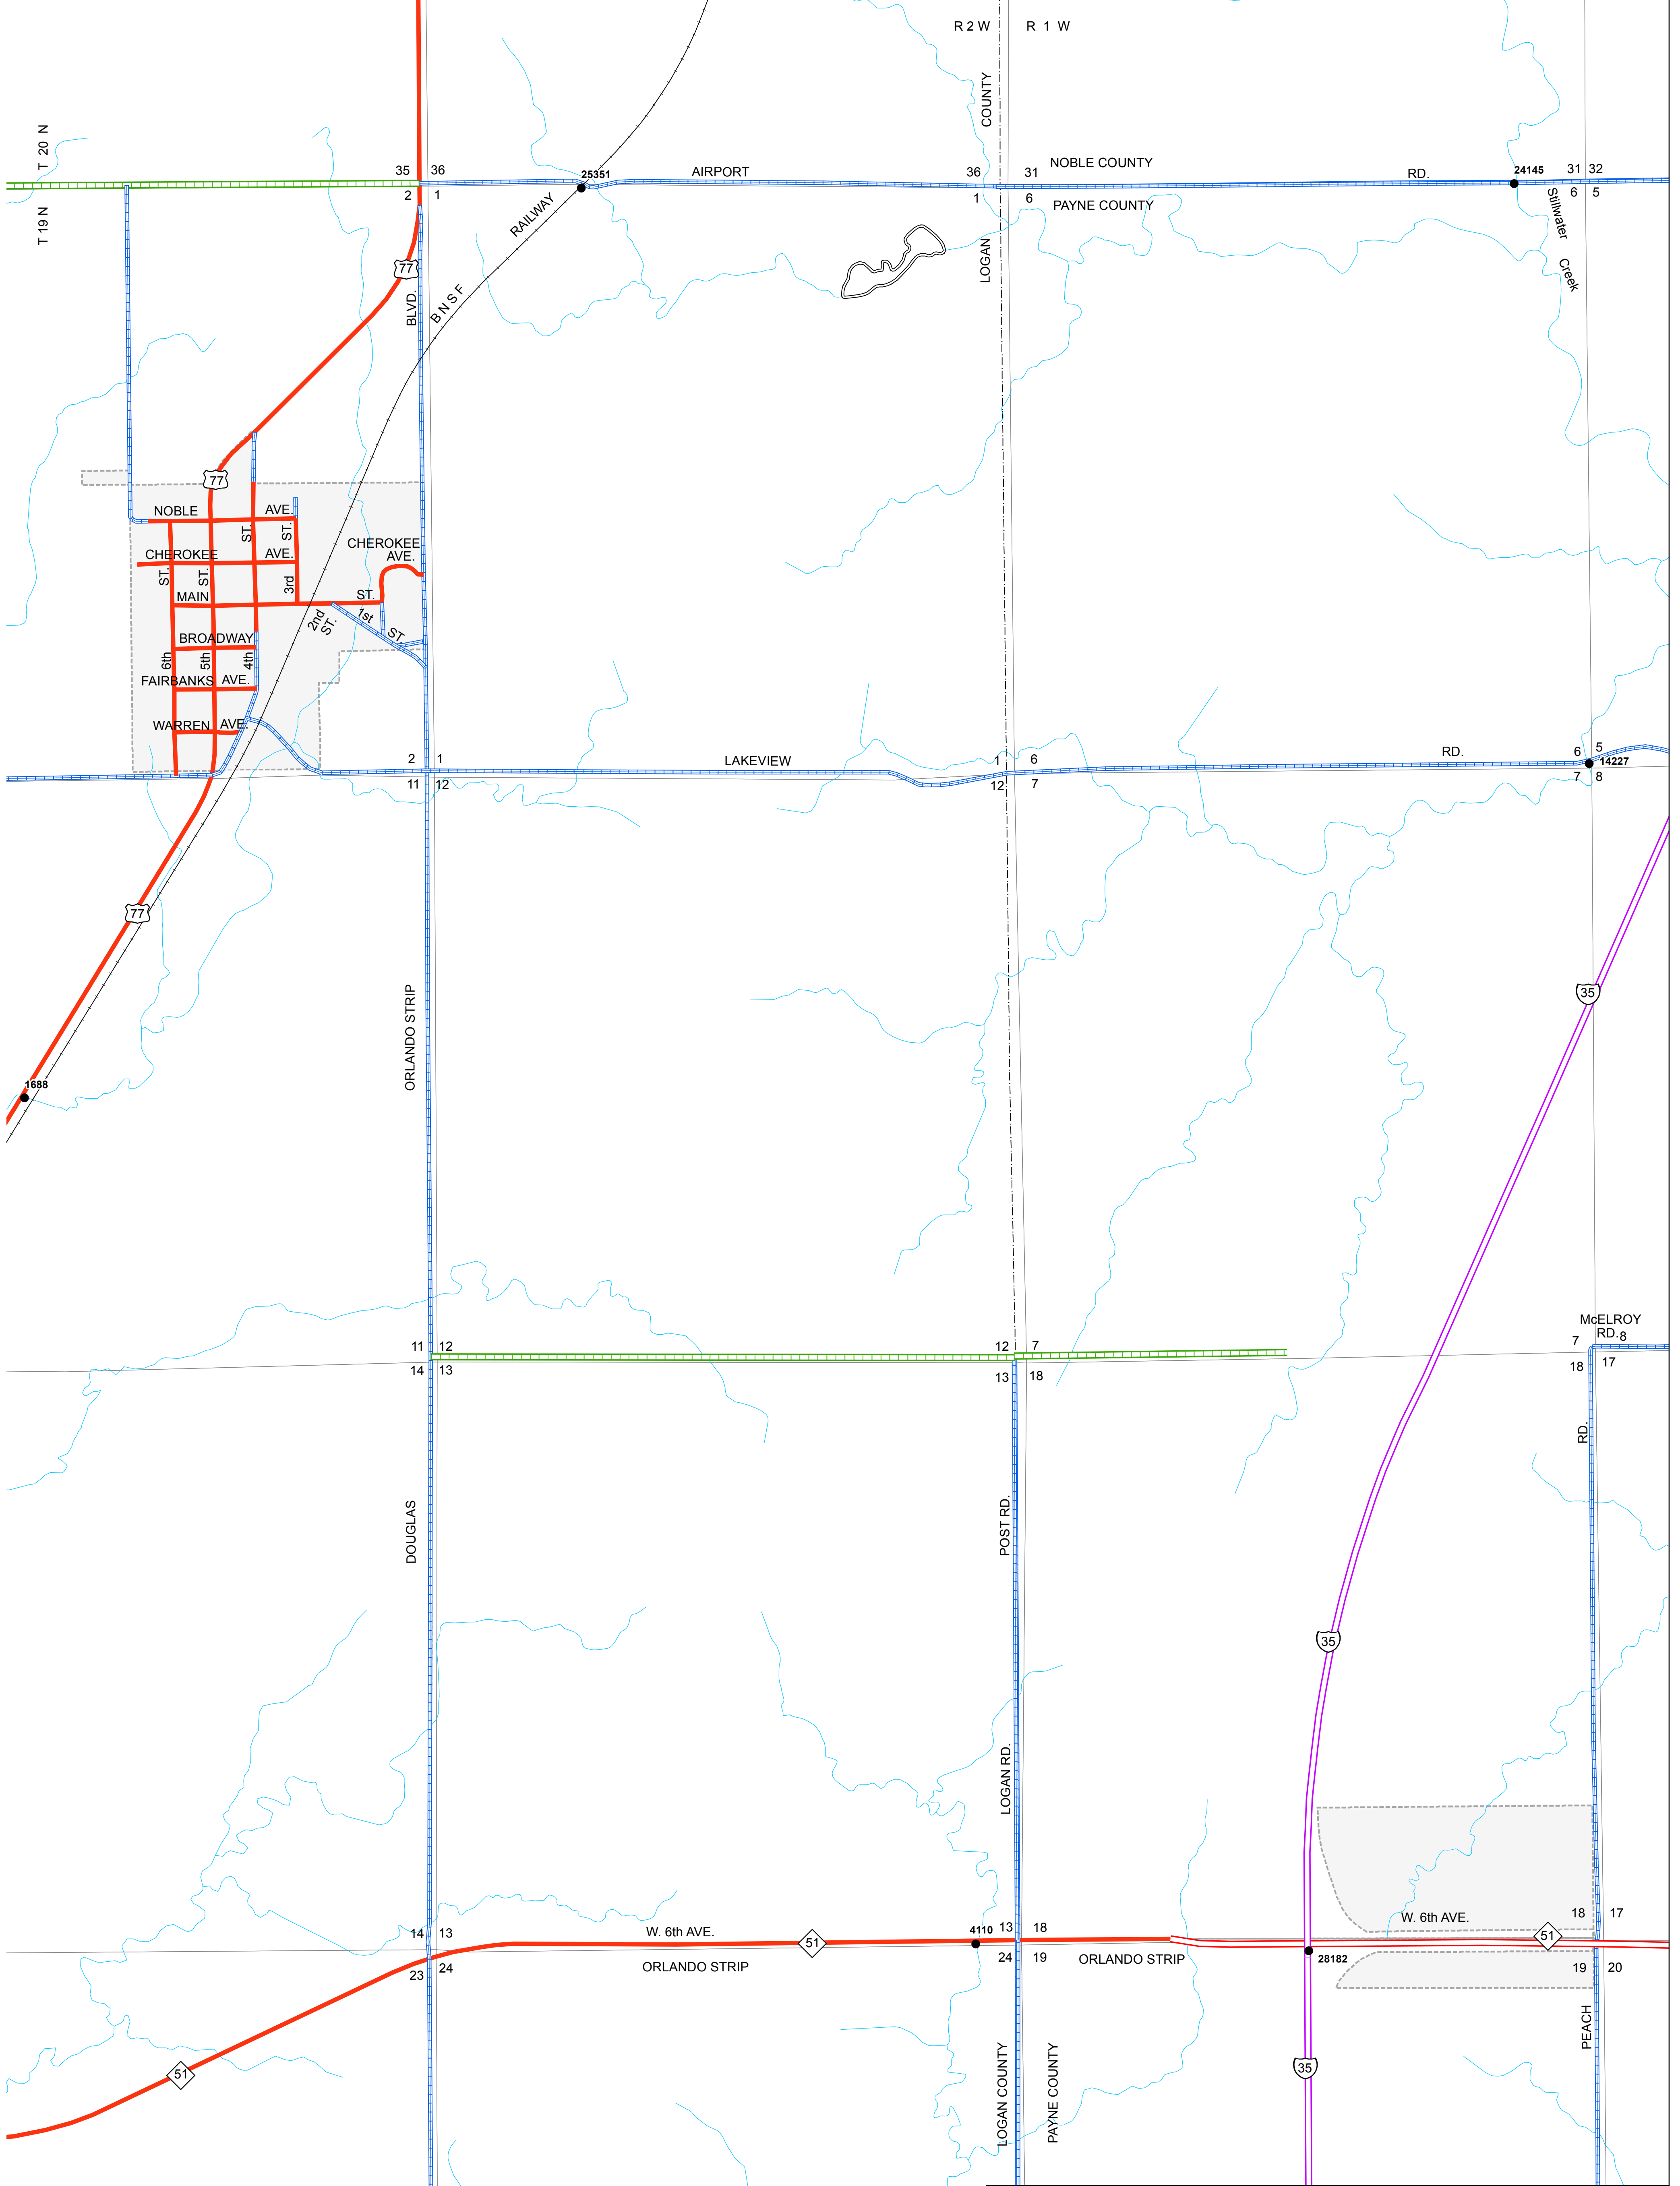 R 2 W
R 1 W
COUNTY
T 20 N
T 19 N
35
36
25351
AIRPORT
36
31
NOBLE COUNTY
RD.
24145
31
32
2
1
1
6
PAYNE COUNTY
6
5
Stillwater
Creek
RAILWAY
B N S F
LOGAN
77
BLVD.
77
NOBLE
AVE.
ST.
ST.
CHEROKEE
AVE.
CHEROKEE
AVE.
ST.
ST.
3rd
MAIN
ST.
2nd
ST.
1st
ST.
BROADWAY
6th
5th
4th
FAIRBANKS
AVE.
WARREN
AVE.
2
1
LAKEVIEW
1
6
RD.
6
5
14227
11
12
12
7
7
8
77
35
ORLANDO STRIP
1688
McELROY
RD.
11
12
12
7
7
8
14
13
13
18
18
17
RD.
DOUGLAS
POST RD.
35
LOGAN RD.
14
13
W. 6th AVE.
51
4110
13
18
W. 6th AVE.
51
18
17
23
24
ORLANDO STRIP
24
19
ORLANDO STRIP
28182
19
20
PEACH
51
LOGAN COUNTY
PAYNE COUNTY
35